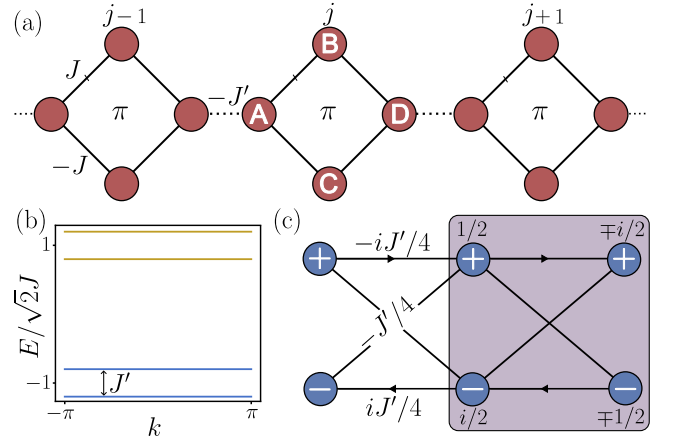 (a)
j−1
j
j+1
J
−J
π
−J′
A
B
C
D
π
π
(b)
E/√2J
1
−1
J′
−π
π
k
(c)
−iJ′/4
1/2
∓i/2
+
+
+
−J′/4
−
−
−
iJ′/4
i/2
∓1/2